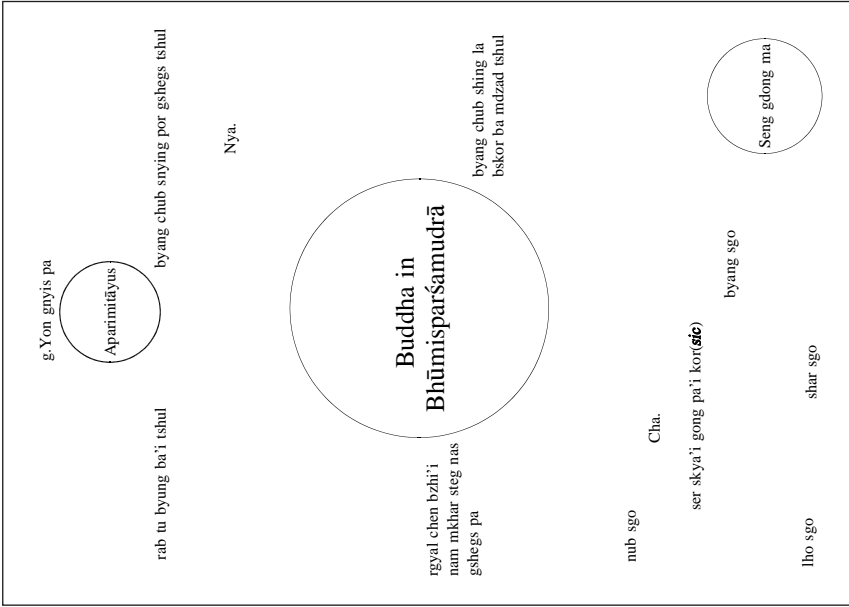 g.Yon gnyis pa
Aparimitāyus
rab tu byung ba’i tshul
byang chub snying por gshegs tshul
Nya.
Buddha in
Bhūmisparśamudrā
rgyal chen bzhi’i
nam mkhar steg nas
gshegs pa
byang chub shing la
bskor ba mdzad tshul
nub sgo
Cha.
ser skya’i gong pa’i kor(sic)
byang sgo
Seng gdong ma
lho sgo
shar sgo